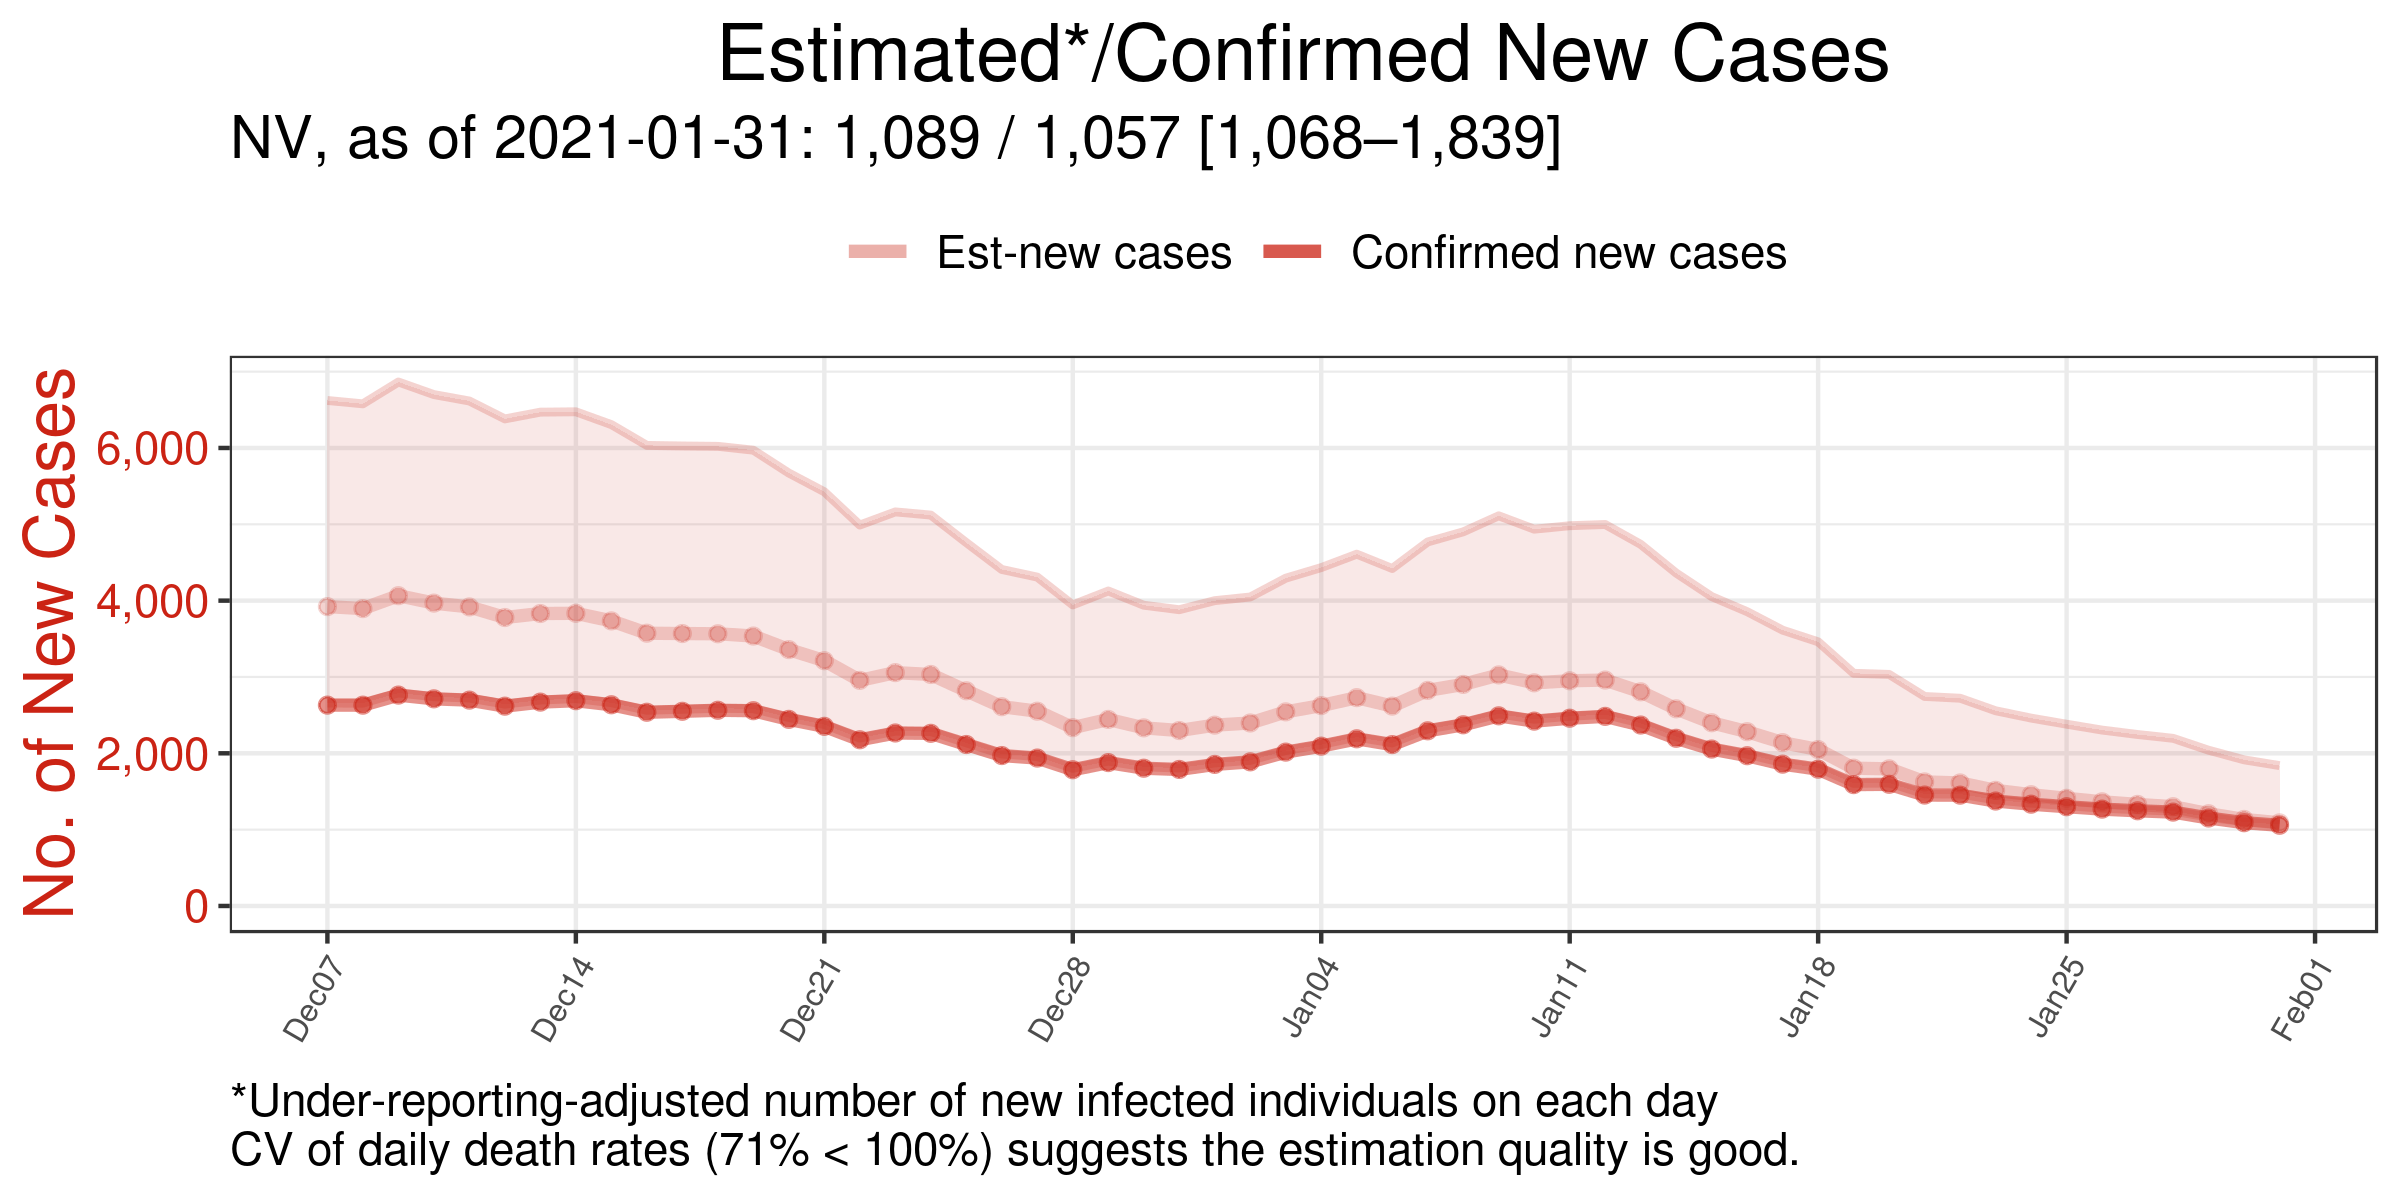 Estimated*/Confirmed New Cases
NV, as of 2021-01-31: 1,089 / 1,057 [1,068–1,839]
Est-new cases
Confirmed new cases
No. of New Cases
6,000
4,000
2,000
0
Dec07
Dec14
Dec21
Dec28
Jan04
Jan11
Jan18
Jan25
Feb01
*Under-reporting-adjusted number of new infected individuals on each day
CV of daily death rates (71% < 100%) suggests the estimation quality is good.